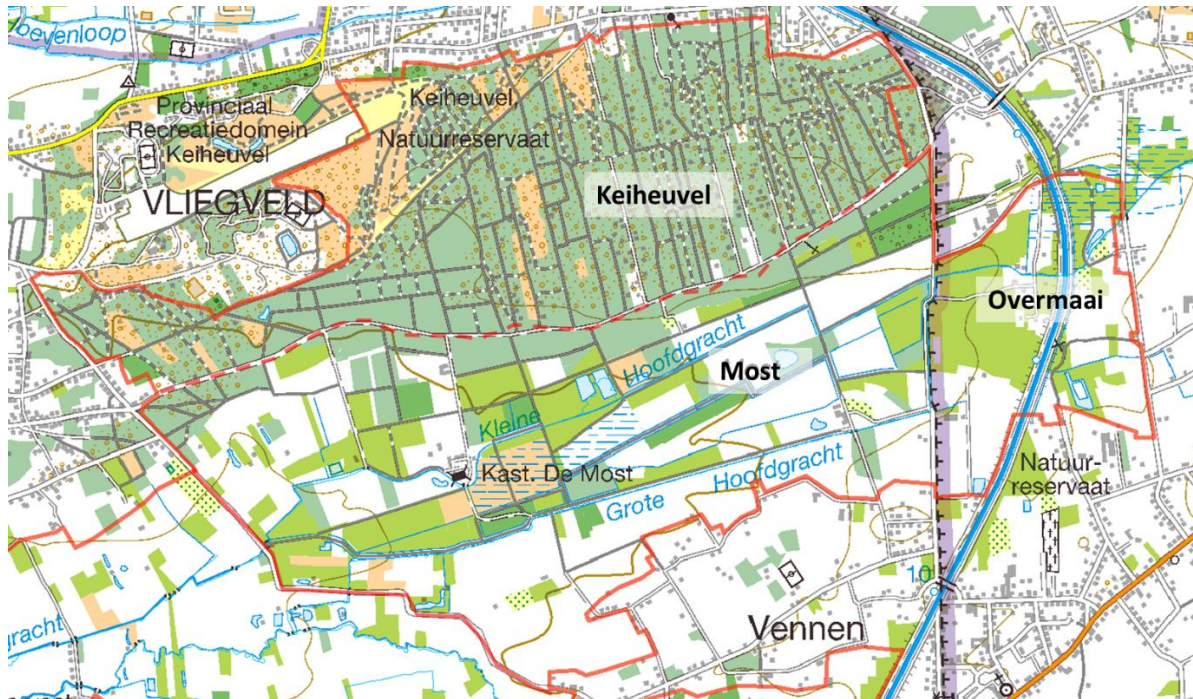 oevenloop
Provinciaal
Recreatiedomein
Keiheuvel
Keiheuvel
Natuurreservaat
VLIEGVELD
Keiheuvel
Overmaai
Kleine
Hoofdgracht
Most
Kast. De Most
Grote
Hoofdgracht
Natuur-
reservaat
10
Vennen
gracht